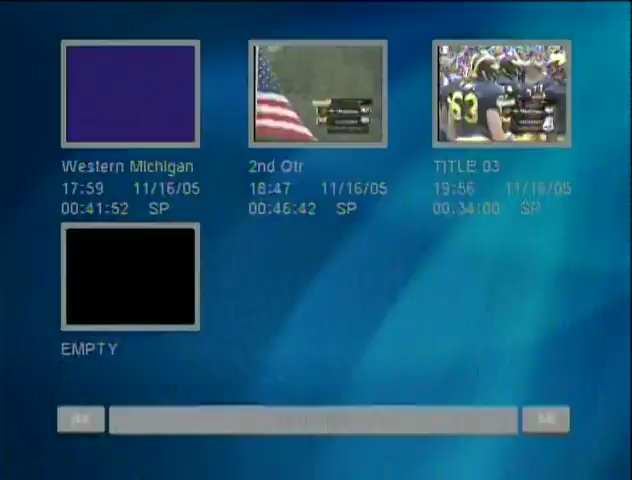 Western Michigan
17:59 11/16/05
00:41:52 SP
2nd Qtr
18:47 11/16/05
00:46:42 SP
TITLE 03
19:56 11/16/05
00:34:00 SP
63
EMPTY